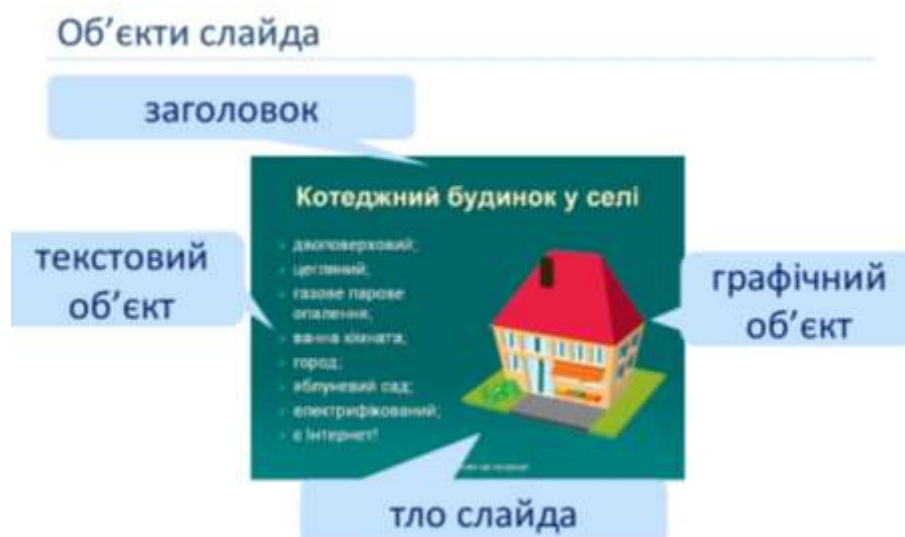 Об’єкти слайда
заголовок
Котеджний будинок у селі
двоповерховий;
цегляний;
газове парове
опалення;
ванна кімната;
город;
яблуневий сад;
електрифікований;
є Інтернет!
текстовий
об’єкт
графічний
об’єкт
тло слайда